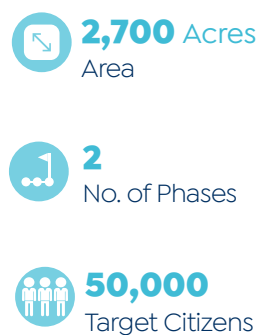 2,700 Acres
Area
2
No. of Phases
50,000
Target Citizens